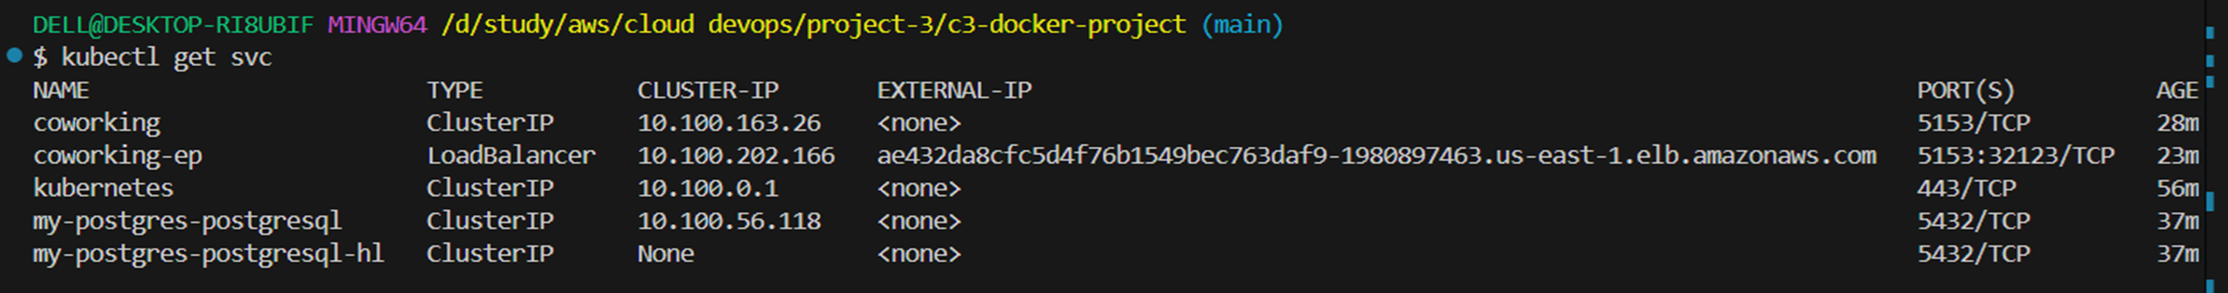 DELL@DESKTOP-RI8UBIF MINGW64 /d/study/aws/cloud devops/project-3/c3-docker-project (main)
$ kubectl get svc
NAME TYPE CLUSTER-IP EXTERNAL-IP PORT(S) AGE
coworking ClusterIP 10.100.163.26 <none> 5153/TCP 28m
coworking-ep LoadBalancer 10.100.202.166 ae432da8cfc5d4f76b1549bec763daf9-1980897463.us-east-1.elb.amazonaws.com 5153:32123/TCP 23m
kubernetes ClusterIP 10.100.0.1 <none> 443/TCP 56m
my-postgres-postgresql ClusterIP 10.100.56.118 <none> 5432/TCP 37m
my-postgres-postgresql-hl ClusterIP None <none> 5432/TCP 37m